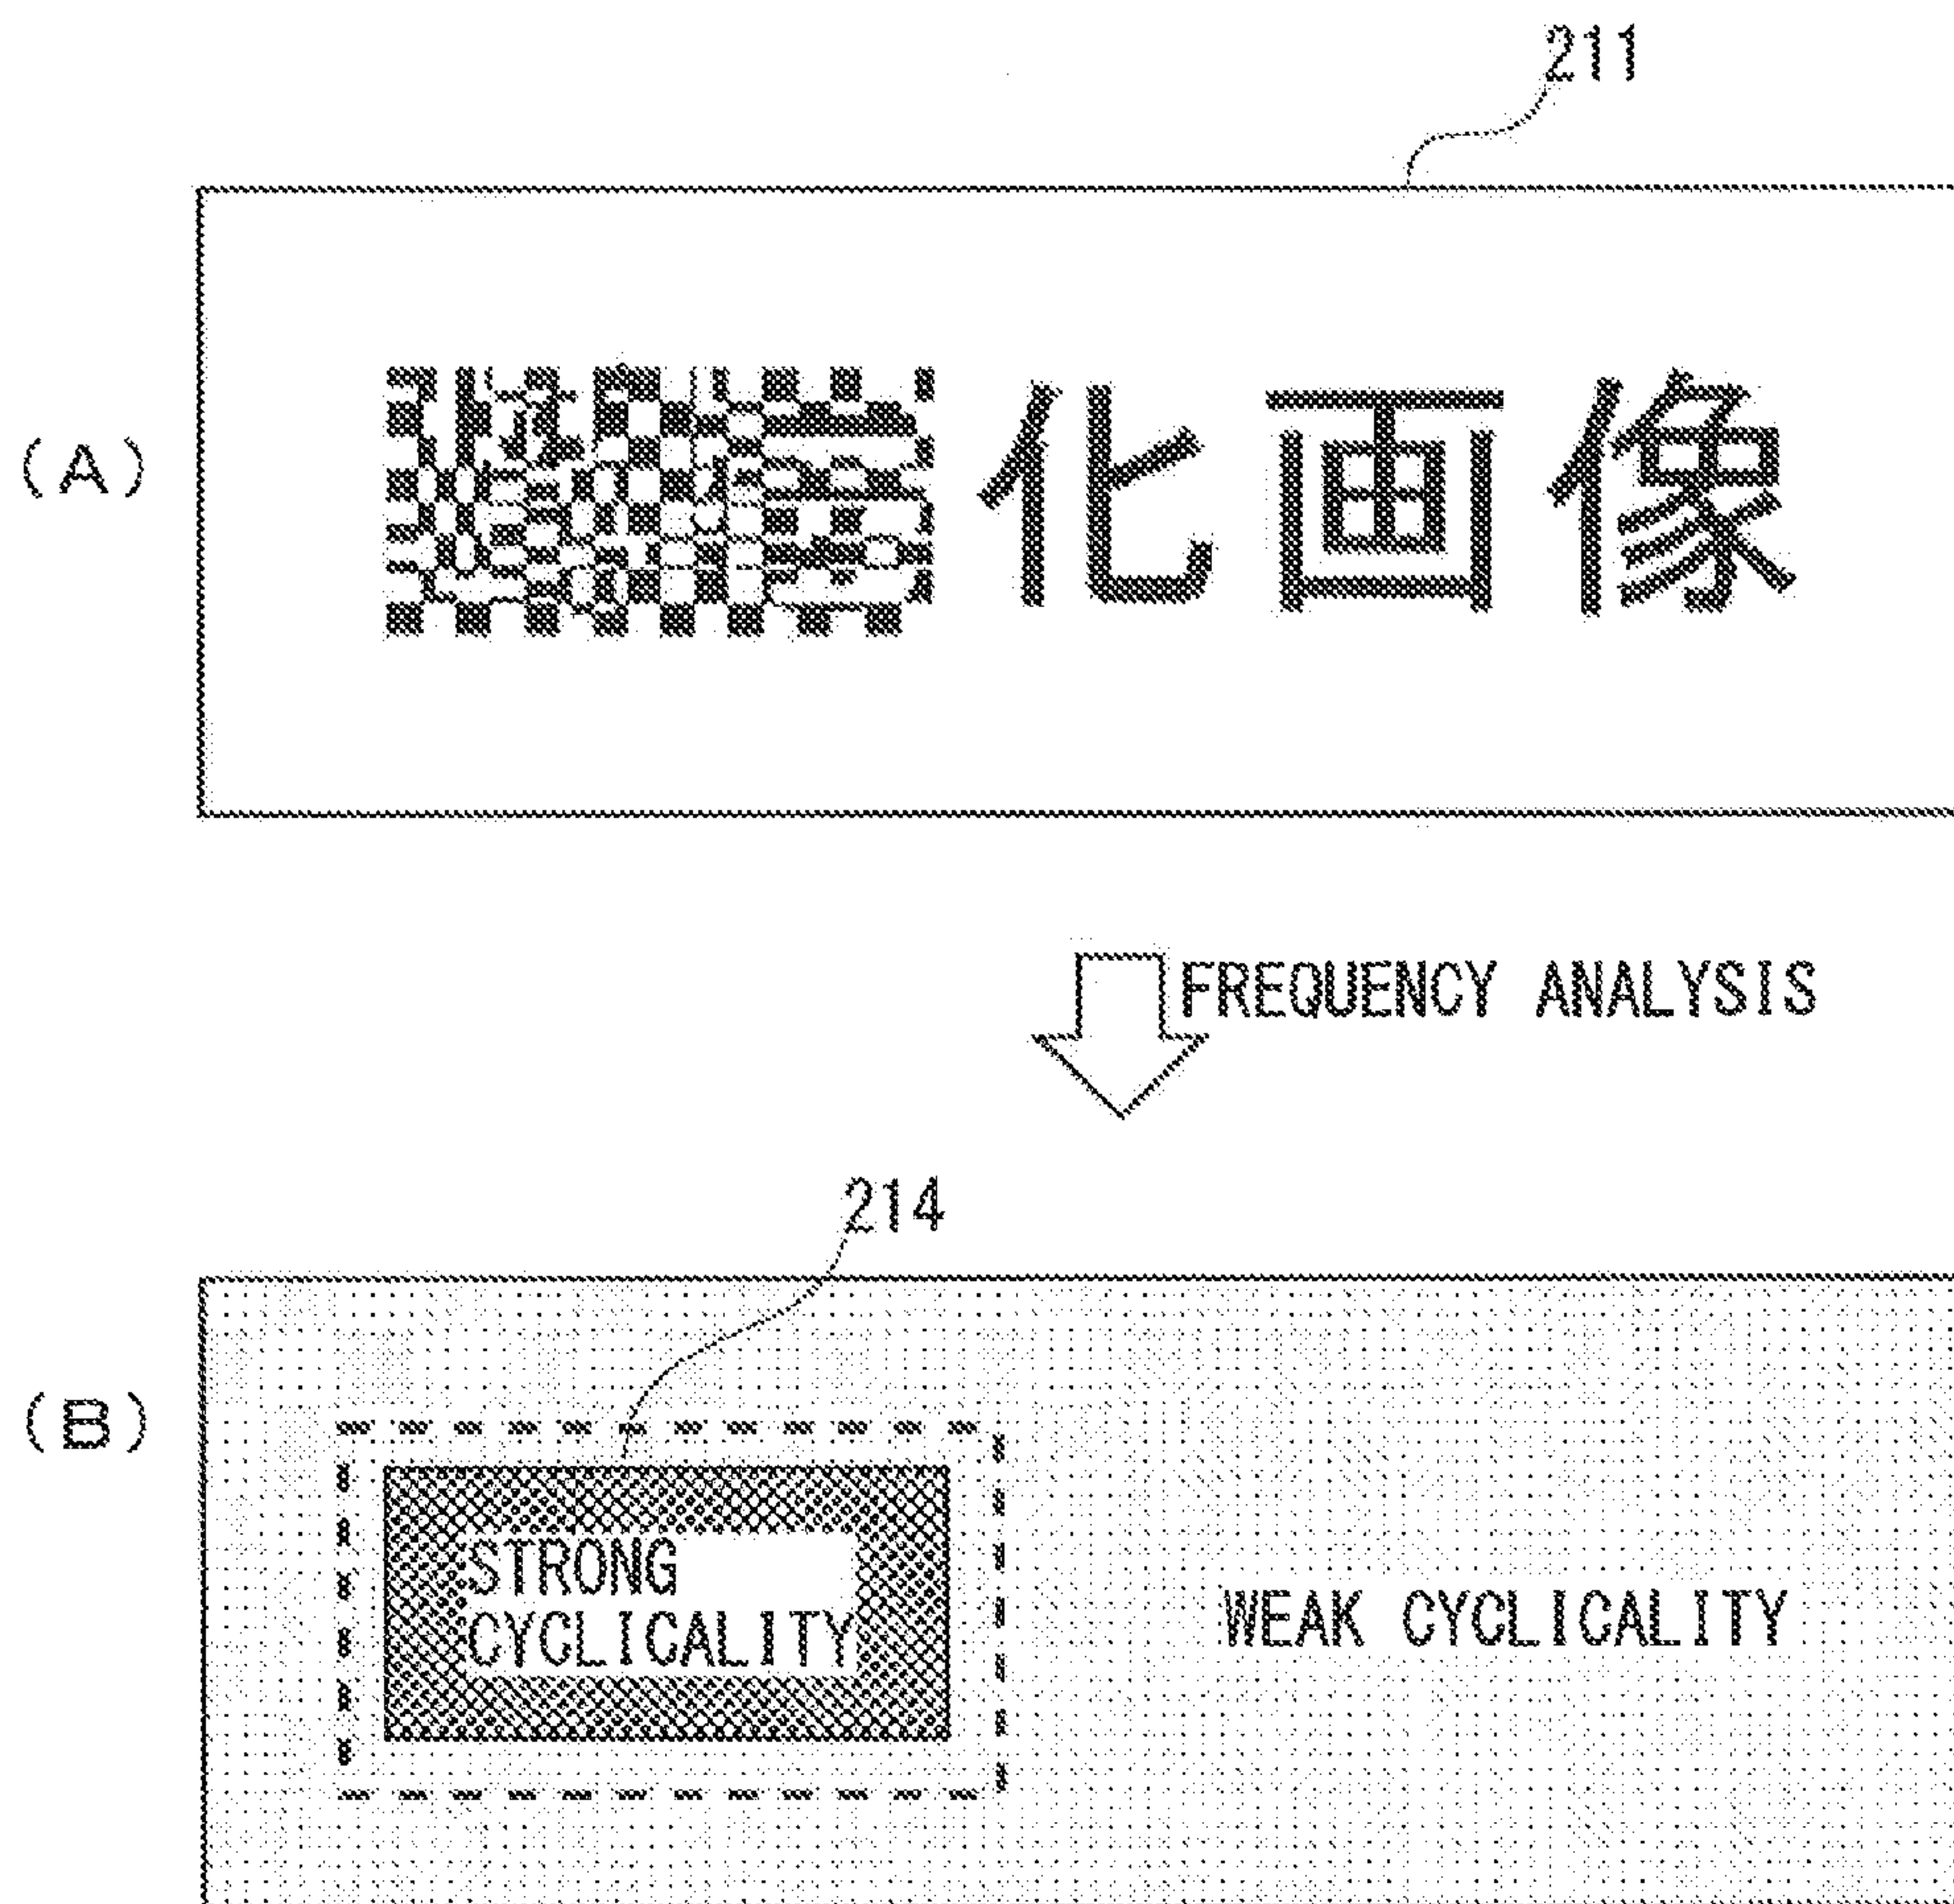 211
(A)
化画像
FREQUENCY ANALYSIS
214
(B)
STRONG
CYCLICALITY
WEAK CYCLICALITY